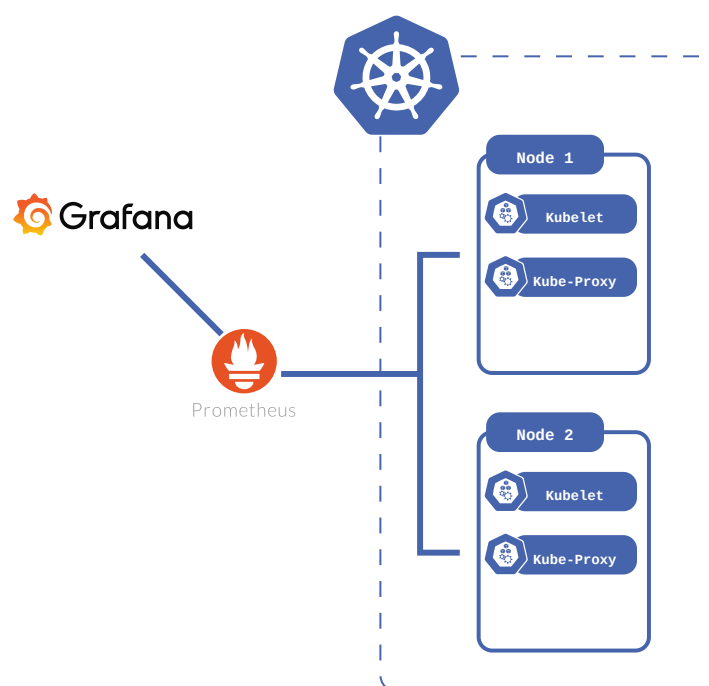 Node 1
Kubelet
Kube-Proxy
Grafana
Prometheus
Node 2
Kubelet
Kube-Proxy